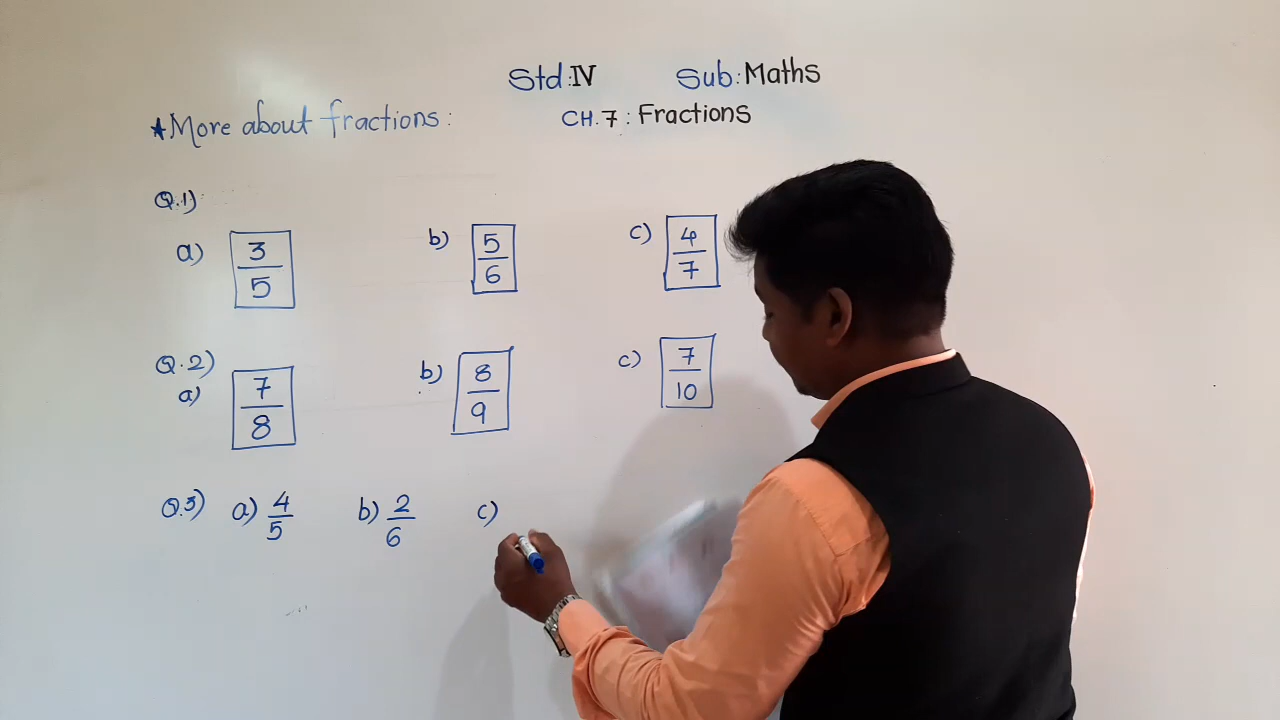 Std:IV Sub:Maths
★More about fractions: CH.7: Fractions
Q.1)
a) 3/5 b) 5/6 c) 4/7
Q.2)
a) 7/8 b) 8/9 c) 7/10
Q.3) a) 4/5 b) 2/6 c)